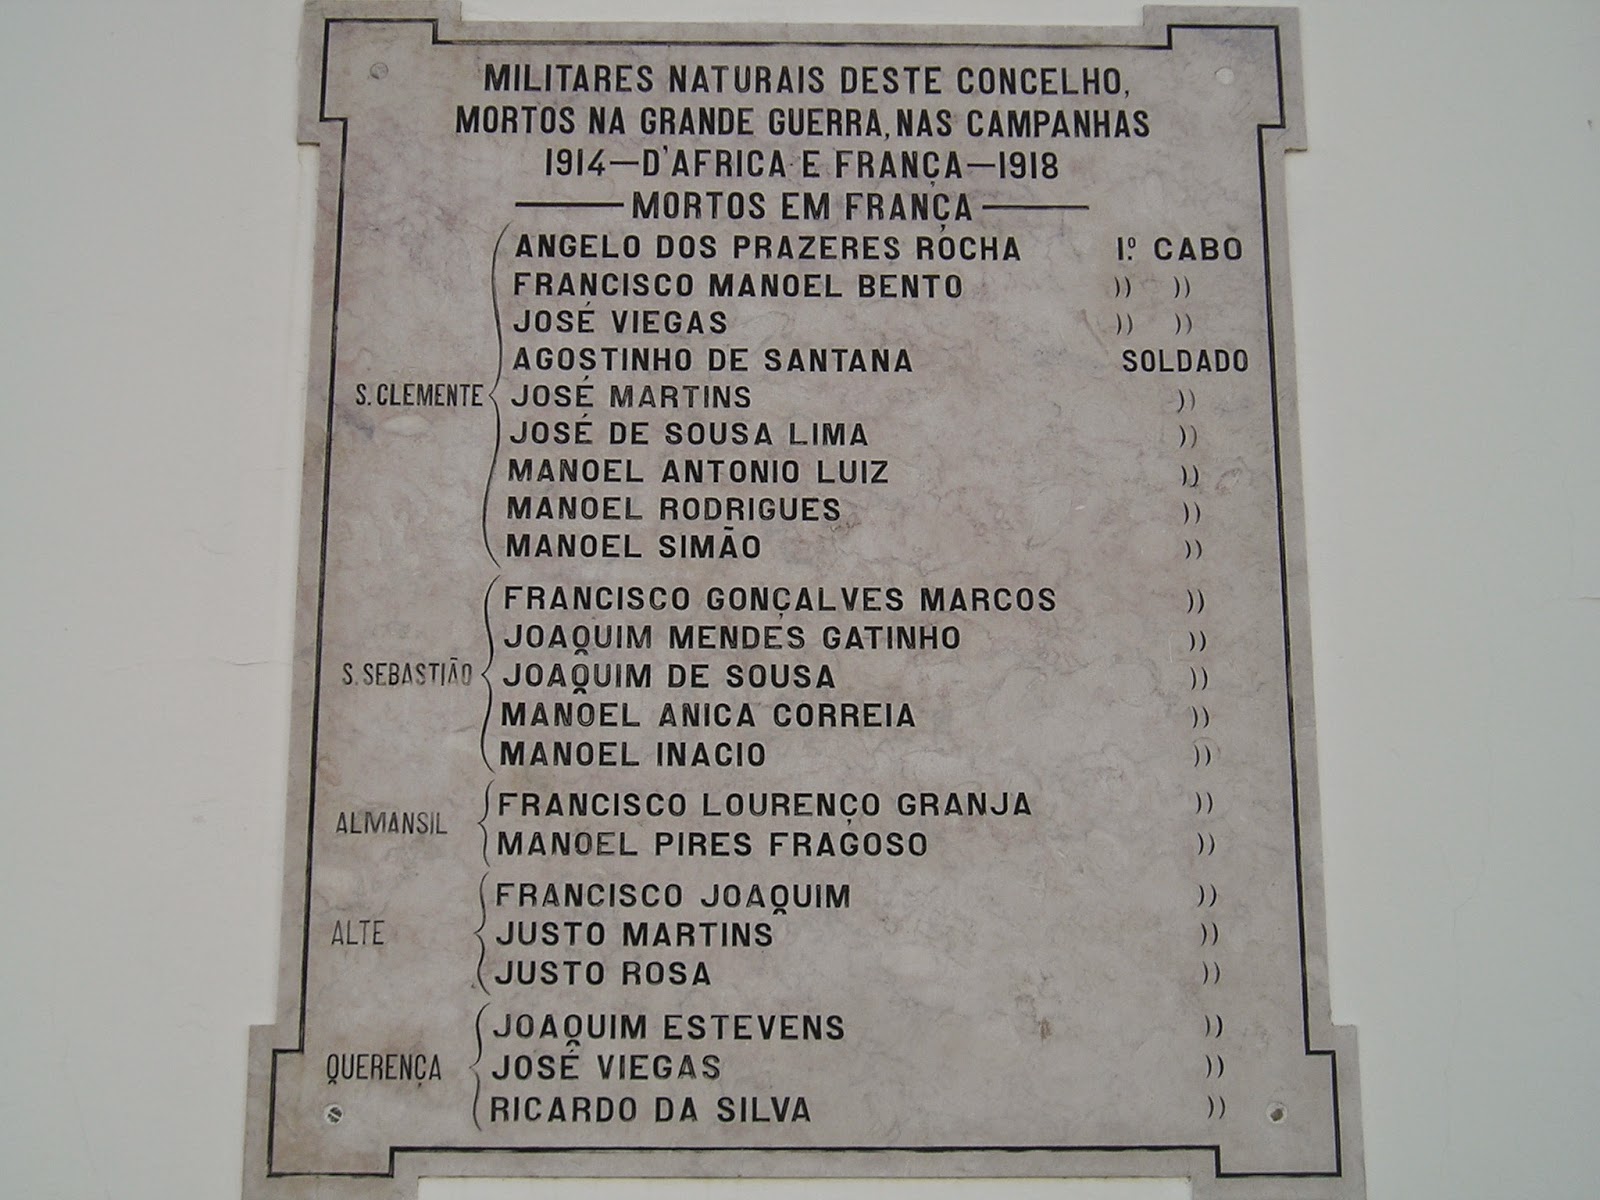 MILITARES NATURAIS DESTE CONCELHO,
MORTOS NA GRANDE GUERRA, NAS CAMPANHAS
1914—D'AFRICA E FRANÇA—1918
MORTOS EM FRANÇA
ANGELO DOS PRAZERES ROCHA 1º. CABO
FRANCISCO MANOEL BENTO )) ))
JOSÉ VIEGAS )) ))
AGOSTINHO DE SANTANA SOLDADO
S. CLEMENTE JOSÉ MARTINS ))
JOSÉ DE SOUSA LIMA ))
MANOEL ANTONIO LUIZ ))
MANOEL RODRIGUES ))
MANOEL SIMÃO ))
FRANCISCO GONÇALVES MARCOS ))
JOAQUIM MENDES GATINHO ))
S. SEBASTIÃO JOAQUIM DE SOUSA ))
MANOEL ANICA CORREIA ))
MANOEL INACIO ))
FRANCISCO LOURENÇO GRANJA ))
ALMANSIL
MANOEL PIRES FRAGOSO ))
FRANCISCO JOAQUIM ))
ALTE JUSTO MARTINS ))
JUSTO ROSA ))
JOAQUIM ESTEVENS ))
QUERENÇA JOSÉ VIEGAS ))
RICARDO DA SILVA ))